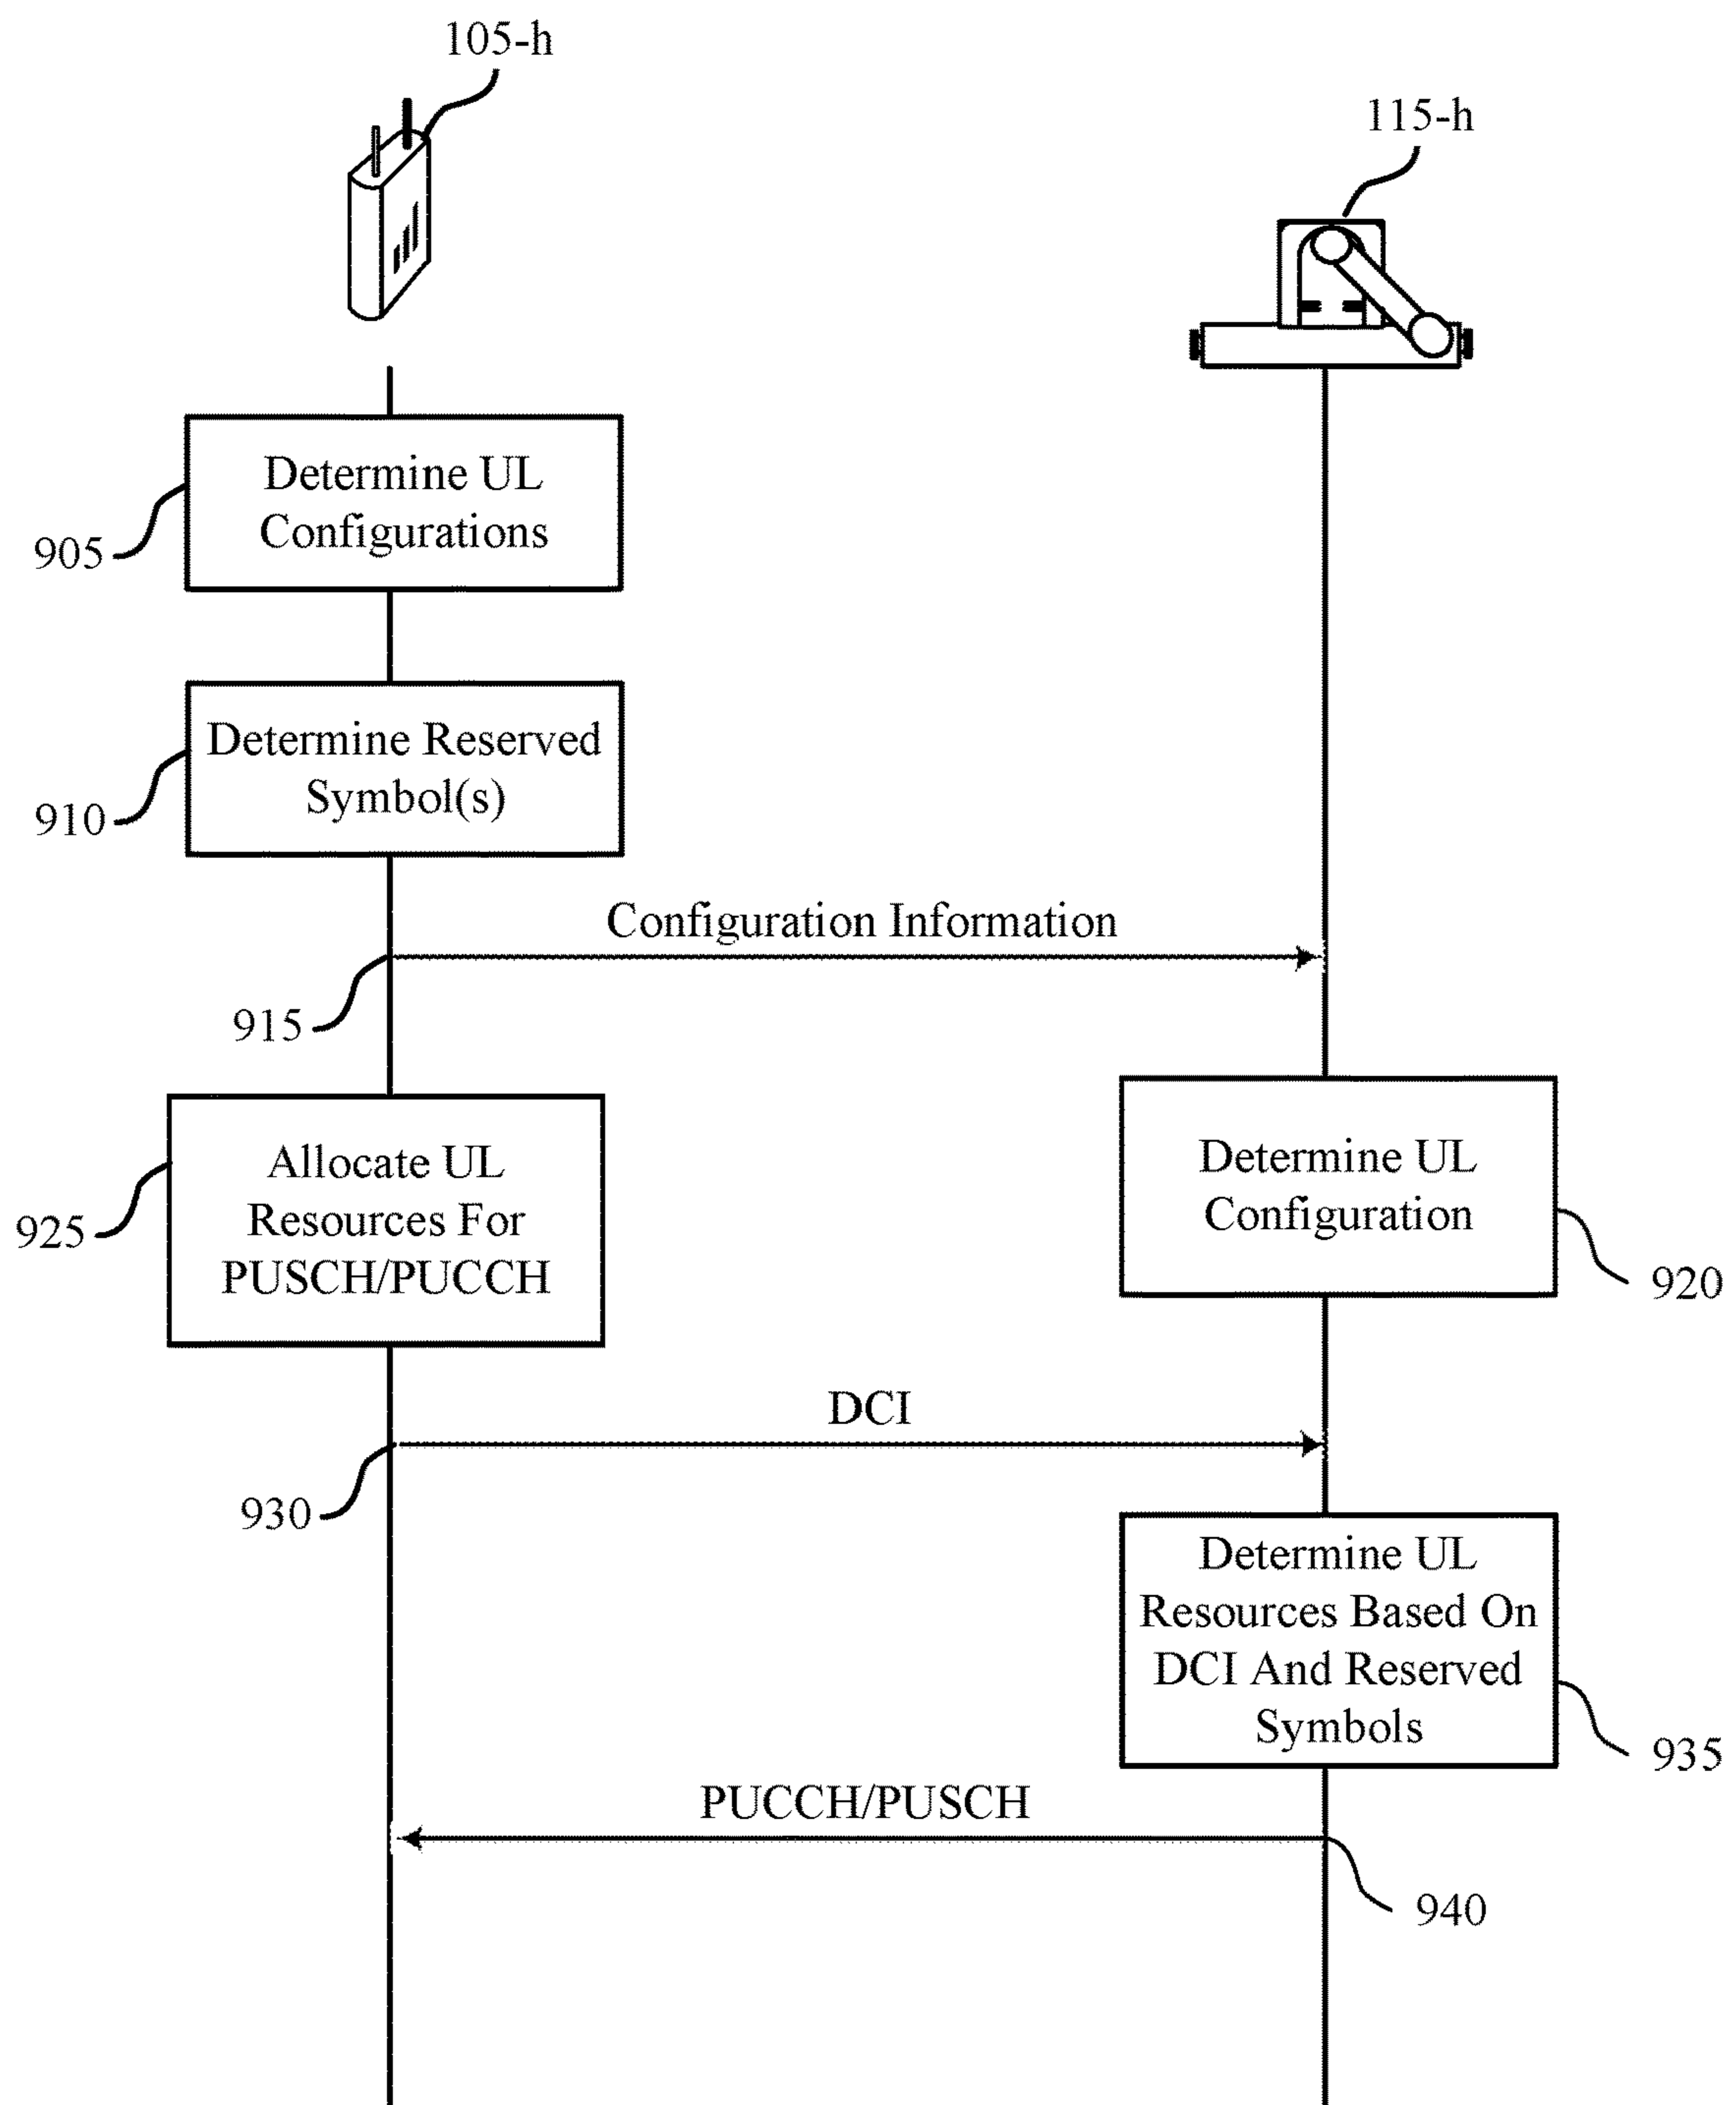 105-h
115-h
Determine UL
Configurations
905
Determine Reserved
Symbol(s)
910
Configuration Information
915
Allocate UL
Resources For
PUSCH/PUCCH
925
Determine UL
Configuration
920
DCI
930
Determine UL
Resources Based On
DCI And Reserved
Symbols
935
PUCCH/PUSCH
940